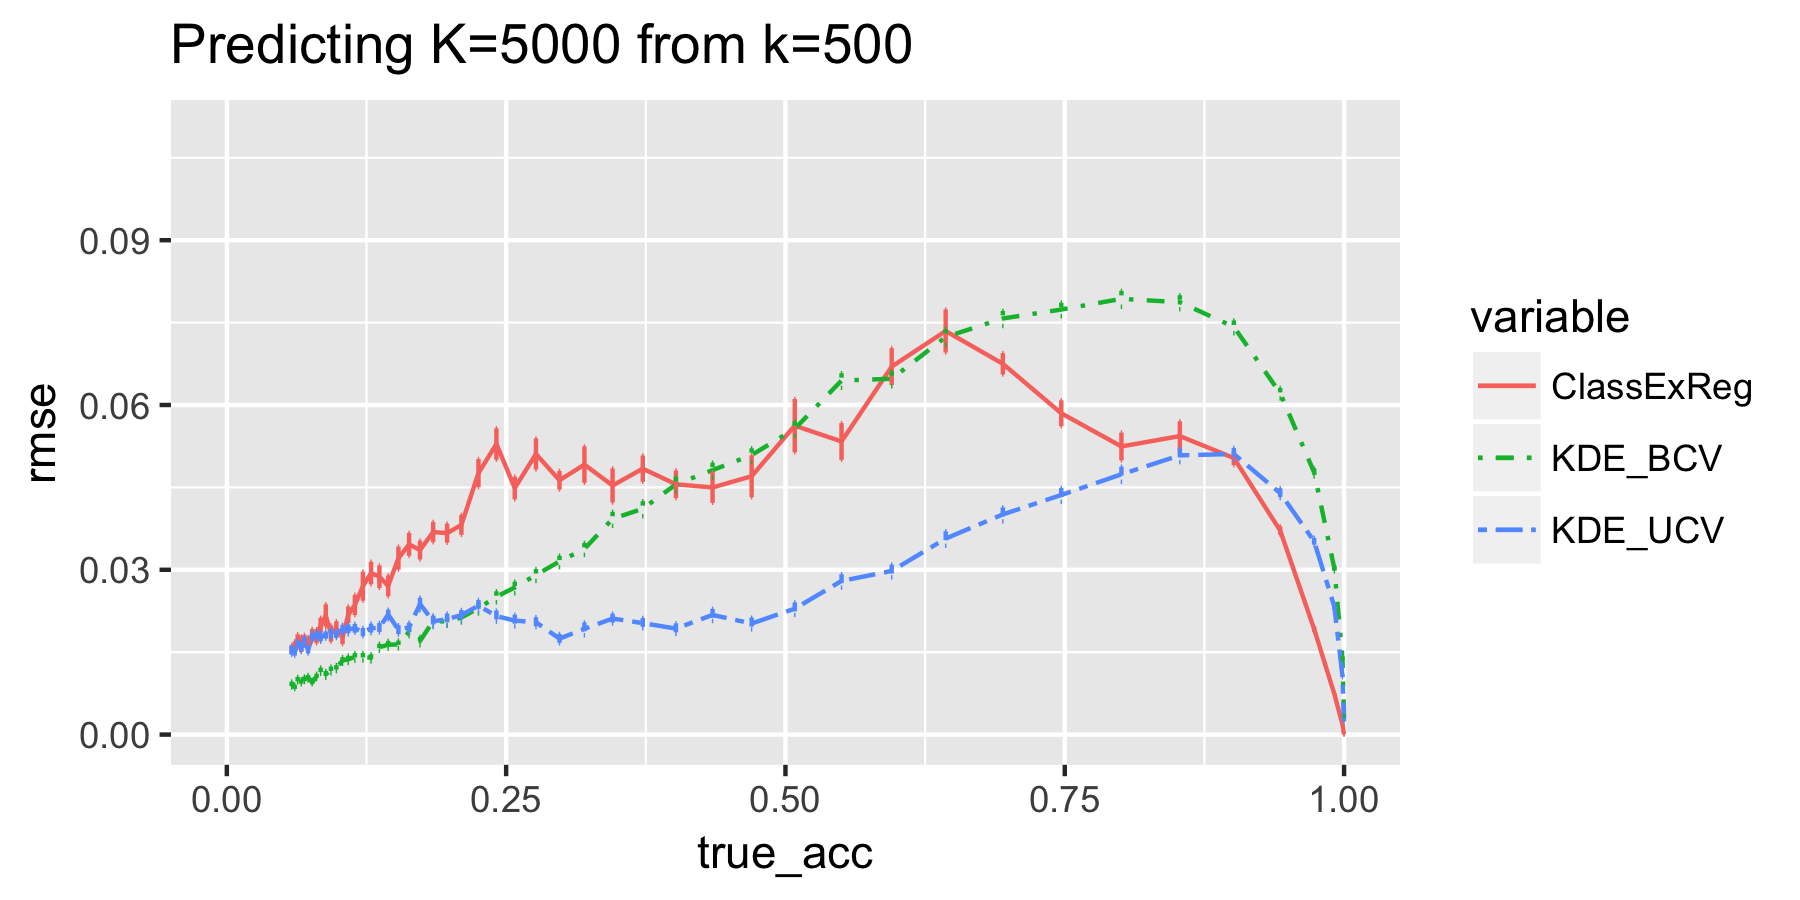 Predicting K=5000 from k=500
rmse
0.09
0.06
0.03
0.00
0.00 0.25 0.50 0.75 1.00
true_acc
variable
ClassExReg
KDE_BCV
KDE_UCV